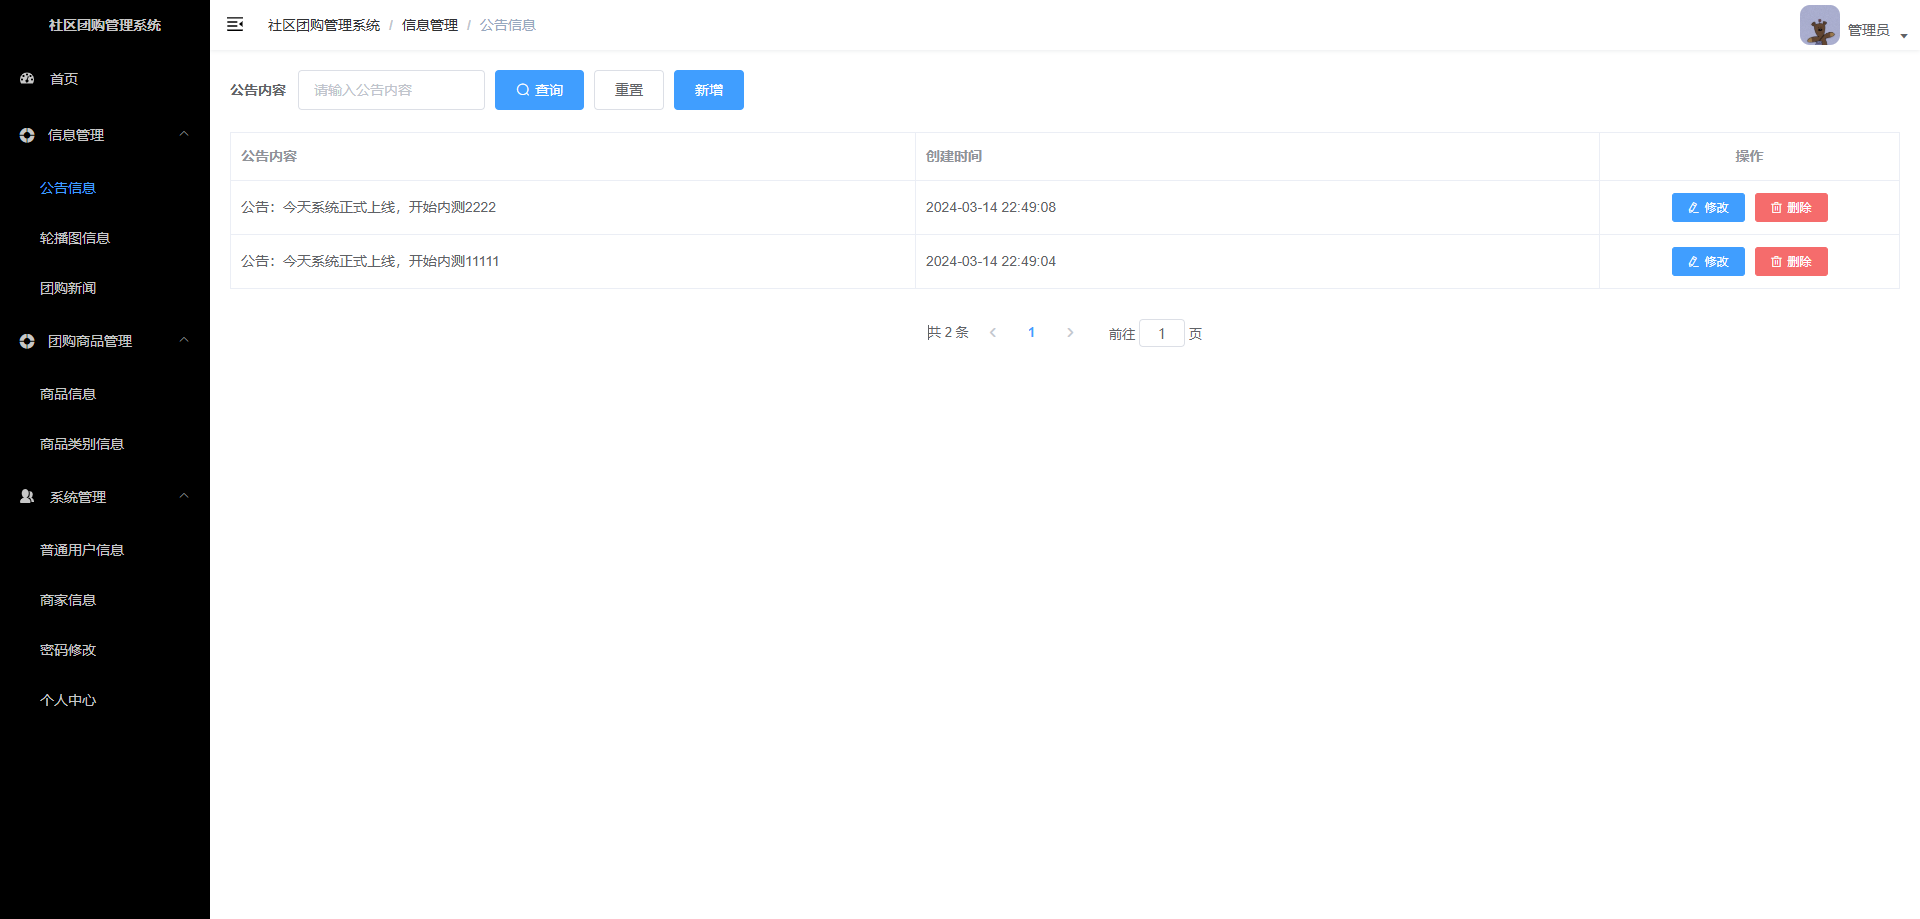 社区团购管理系统
首页
信息管理
公告信息
轮播图信息
团购新闻
团购商品管理
商品信息
商品类别信息
系统管理
普通用户信息
商家信息
密码修改
个人中心
社区团购管理系统 / 信息管理 / 公告信息
管理员
公告内容 请输入公告内容 查询 重置 新增
公告内容 创建时间 操作
公告：今天系统正式上线，开始内测2222 2024-03-14 22:49:08 修改 删除
公告：今天系统正式上线，开始内测11111 2024-03-14 22:49:04 修改 删除
共 2 条 1 前往 1 页